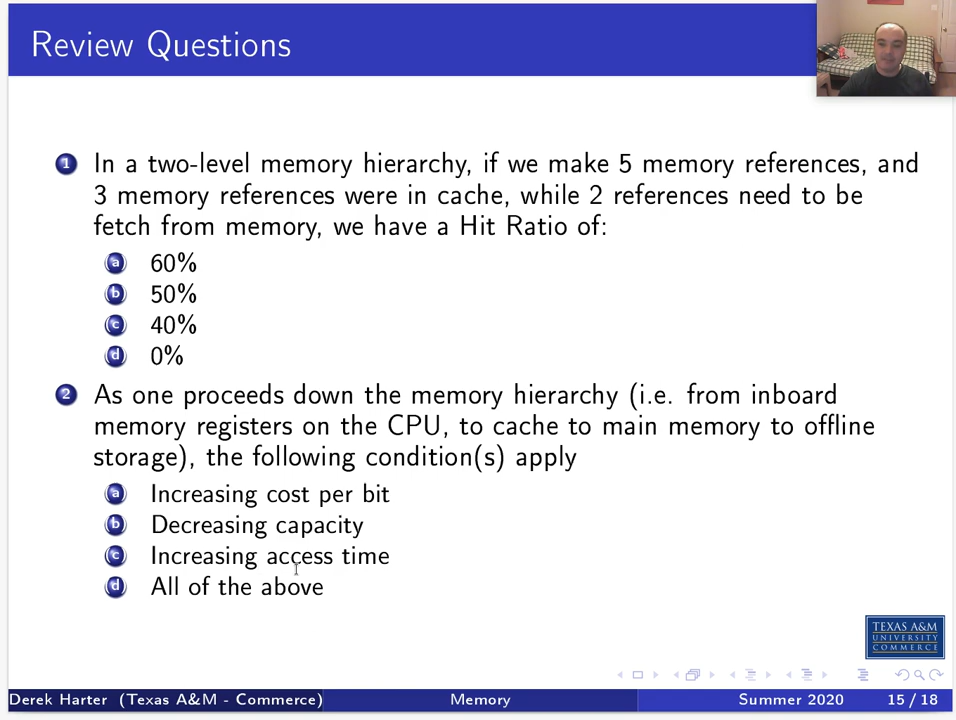 Review Questions
1 In a two-level memory hierarchy, if we make 5 memory references, and
3 memory references were in cache, while 2 references need to be
fetch from memory, we have a Hit Ratio of:
a 60%
b 50%
c 40%
d 0%
2 As one proceeds down the memory hierarchy (i.e. from inboard
memory registers on the CPU, to cache to main memory to offline
storage), the following condition(s) apply
a Increasing cost per bit
b Decreasing capacity
c Increasing access time
d All of the above
TEXAS A&M
UNIVERSITY
COMMERCE
Derek Harter (Texas A&M - Commerce) Memory Summer 2020 15 / 18